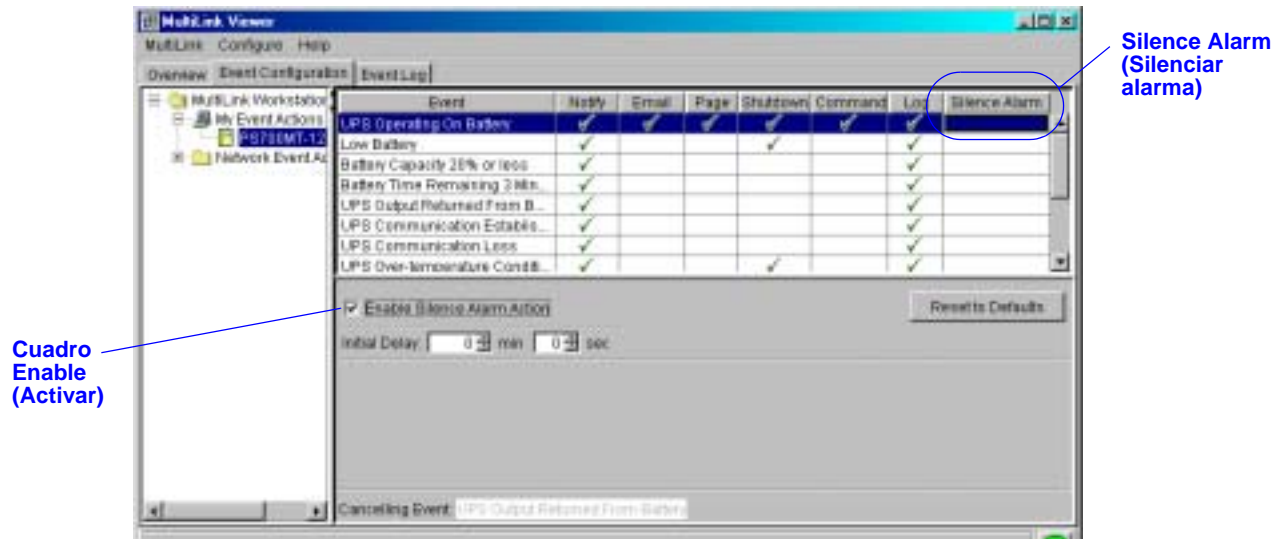 MultiLink Viewer
MultiLink Configure Help
Overview Event Configuration Event Log
MultiLink Workstation
My Event Actions
PS700MT-12
Network Event Ac
Event Notify Email Page Shutdown Command Log Silence Alarm
UPS Operating On Battery
Low Battery
Battery Capacity 20% or less
Battery Time Remaining 3 Min...
UPS Output Returned From B...
UPS Communication Establis...
UPS Communication Loss
UPS Over-temperature Conditi...
Enable Silence Alarm Action
Reset to Defaults
Initial Delay: 0 min 0 sec
Cancelling Event: UPS Output Returned From Battery
Silence Alarm
(Silenciar
alarma)
Cuadro
Enable
(Activar)